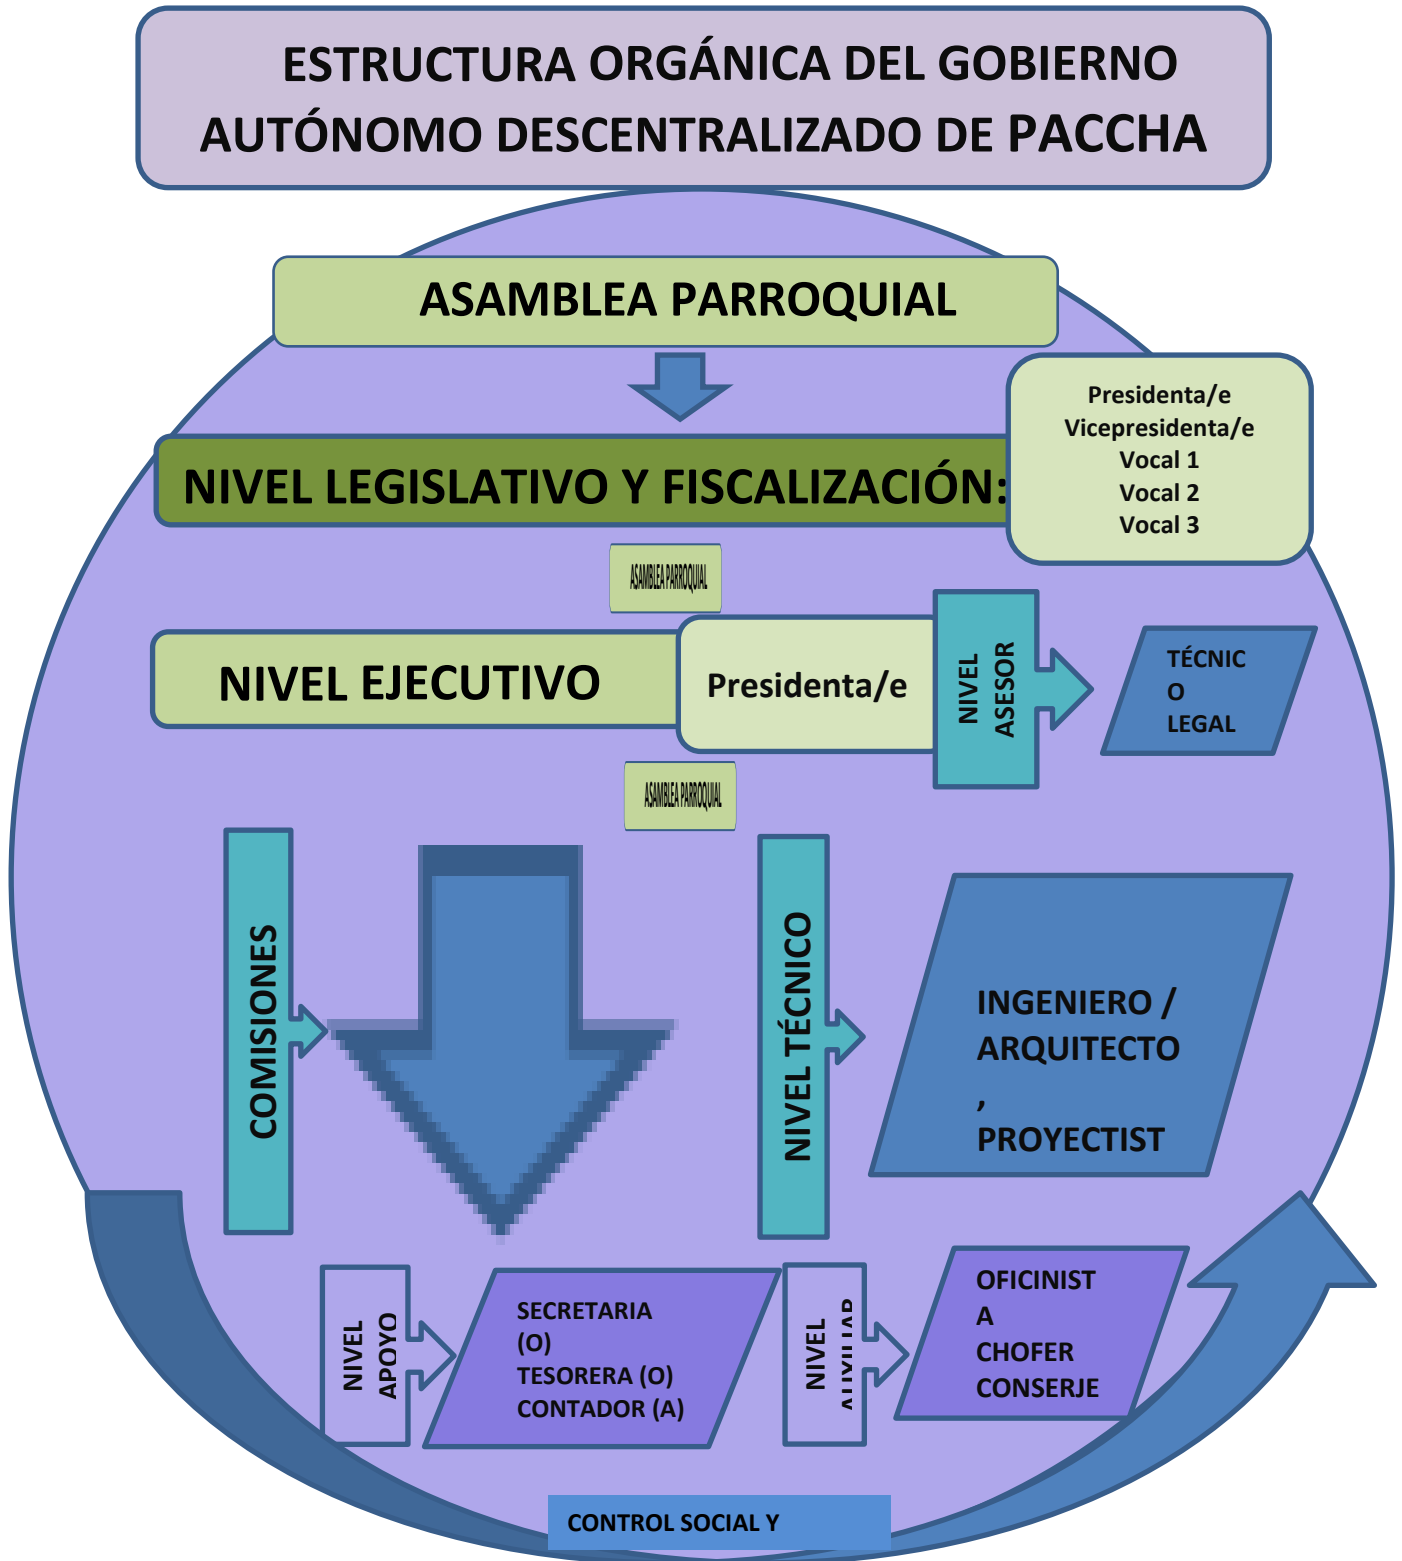 ESTRUCTURA ORGÁNICA DEL GOBIERNO
AUTÓNOMO DESCENTRALIZADO DE PACCHA
ASAMBLEA PARROQUIAL
Presidenta/e
Vicepresidenta/e
Vocal 1
Vocal 2
Vocal 3
NIVEL LEGISLATIVO Y FISCALIZACIÓN:
ASAMBLEA PARROQUIAL
NIVEL EJECUTIVO
Presidenta/e
NIVEL
ASESOR
TÉCNIC
O
LEGAL
ASAMBLEA PARROQUIAL
COMISIONES
NIVEL TÉCNICO
INGENIERO /
ARQUITECTO
,
PROYECTIST
NIVEL
APOYO
SECRETARIA
(O)
TESORERA (O)
CONTADOR (A)
NIVEL
AUXILIAR
OFICINIST
A
CHOFER
CONSERJE
CONTROL SOCIAL Y